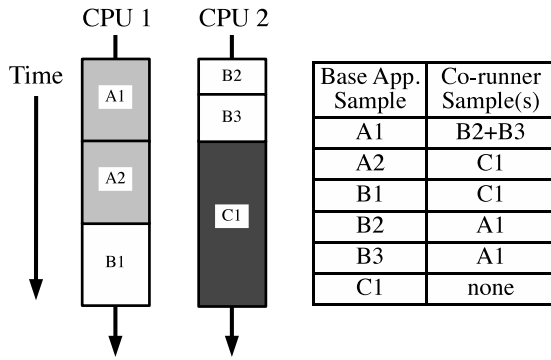 CPU 1
CPU 2
Time
A1
A2
B1
B2
B3
C1
Base App. Sample Co-runner Sample(s)
A1 B2+B3
A2 C1
B1 C1
B2 A1
B3 A1
C1 none